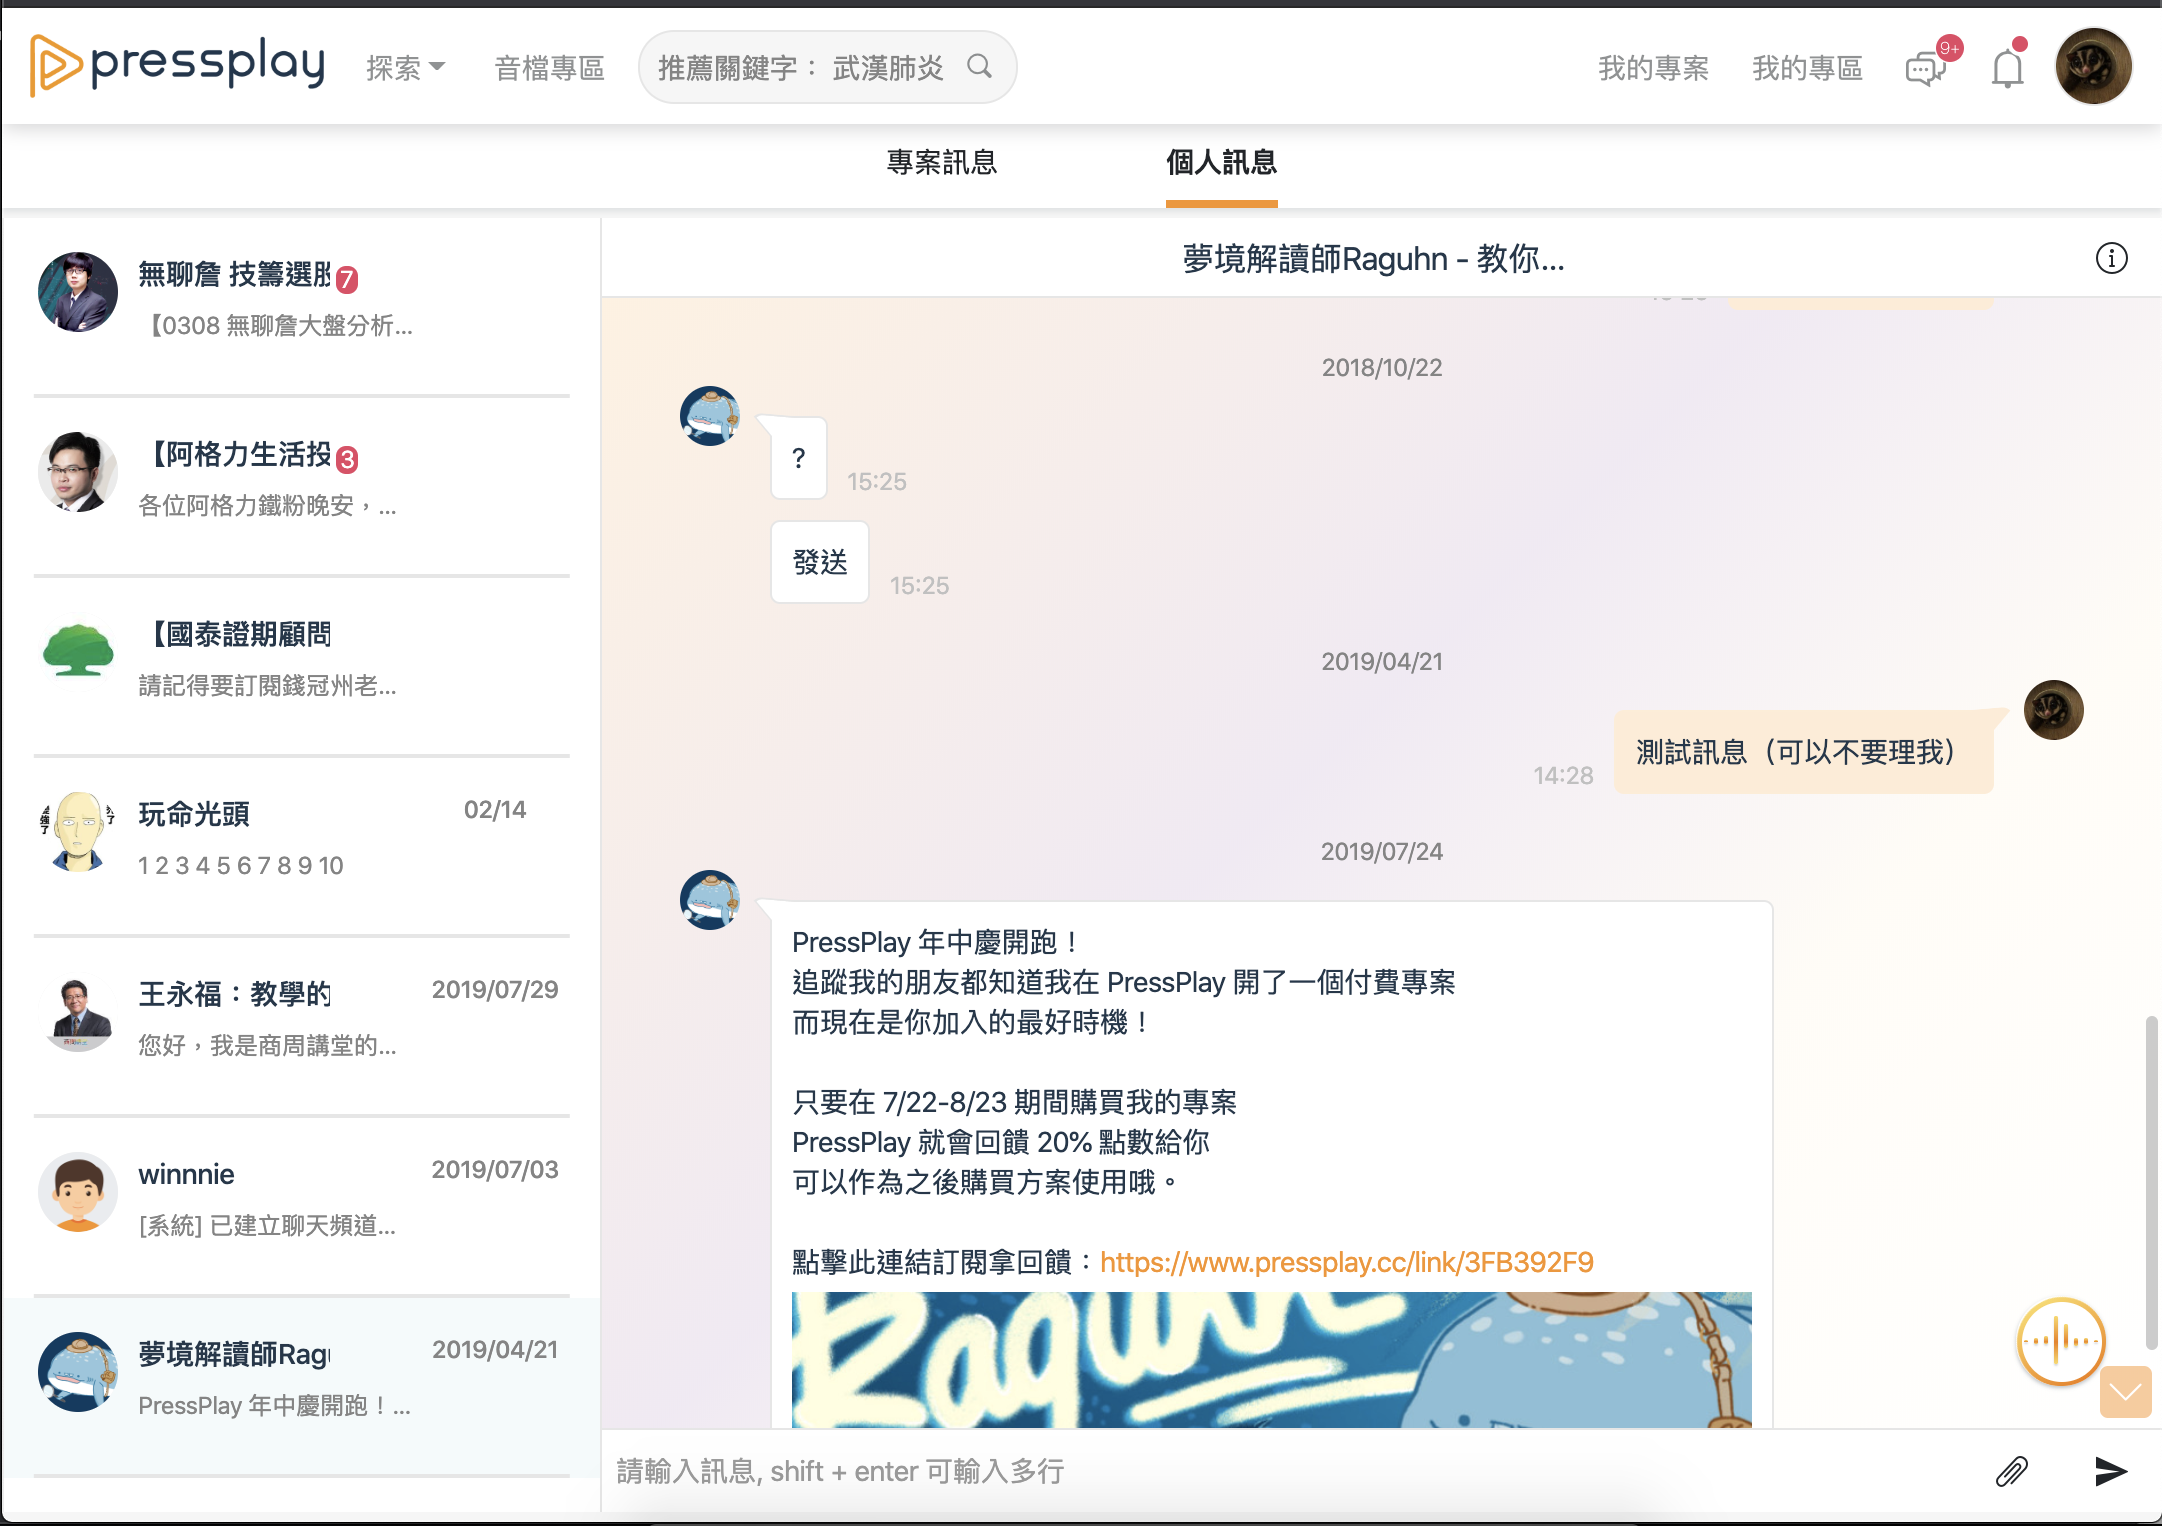 pressplay
探索
音檔專區
推薦關鍵字： 武漢肺炎
我的專案
我的專區
9+
專案訊息
個人訊息
無聊詹 技籌選股
7
【0308 無聊詹大盤分析...
【阿格力生活投
3
各位阿格力鐵粉晚安，...
【國泰證期顧問
請記得要訂閱錢冠州老...
玩命光頭
02/14
1 2 3 4 5 6 7 8 9 10
王永福：教學的
2019/07/29
您好，我是商周講堂的...
winnnie
2019/07/03
[系統] 已建立聊天頻道...
夢境解讀師Ragu
2019/04/21
PressPlay 年中慶開跑！...
夢境解讀師Raguhn - 教你...
2018/10/22
?
15:25
發送
15:25
2019/04/21
測試訊息（可以不要理我）
14:28
2019/07/24
PressPlay 年中慶開跑！
追蹤我的朋友都知道我在 PressPlay 開了一個付費專案
而現在是你加入的最好時機！
只要在 7/22-8/23 期間購買我的專案
PressPlay 就會回饋 20% 點數給你
可以作為之後購買方案使用哦。
點擊此連結訂閱拿回饋：https://www.pressplay.cc/link/3FB392F9
Raguhn
請輸入訊息, shift + enter 可輸入多行